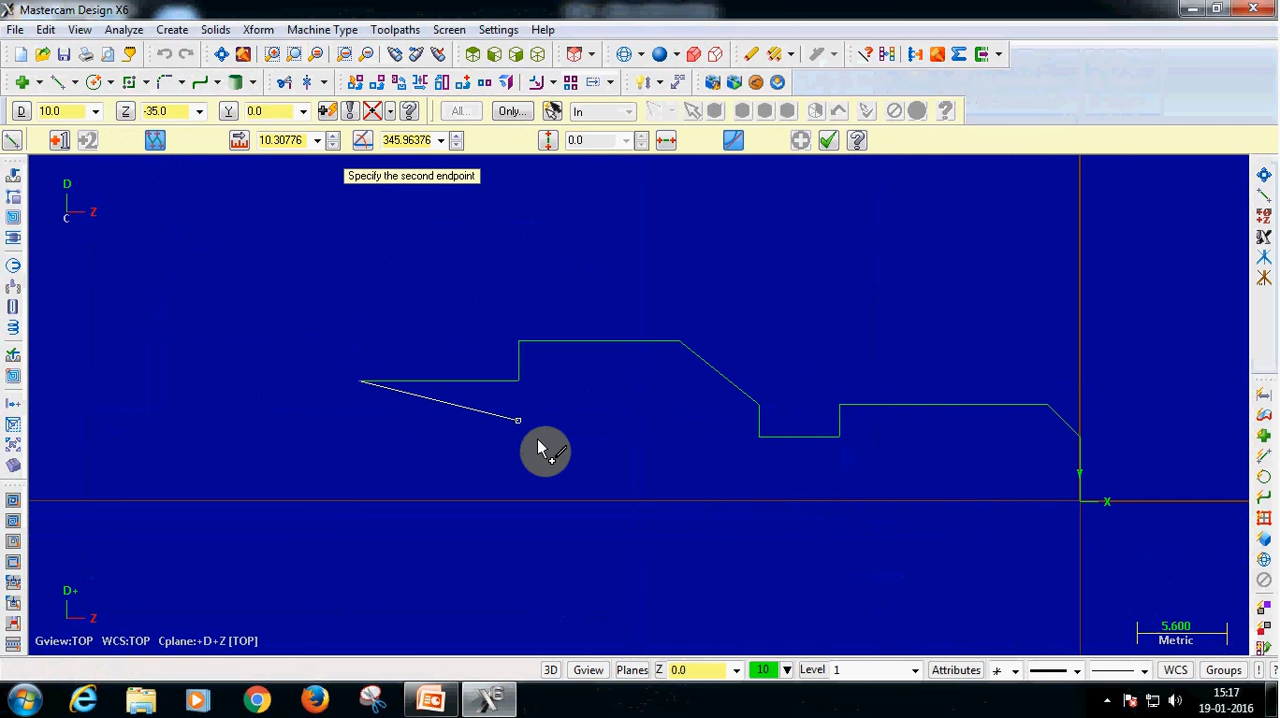 Mastercam Design X6
File Edit View Analyze Create Solids Xform Machine Type Toolpaths Screen Settings Help
D 10.0 Z -35.0 Y 0.0 All... Only... In
+1 +2 10.30776 345.96376 0.0
Specify the second endpoint
D
Z
C
Y
X
D+
Z
5.600
Metric
Gview:TOP WCS:TOP Cplane:+D+Z [TOP]
3D Gview Planes Z 0.0 10 Level 1 Attributes WCS Groups ?
15:17
19-01-2016